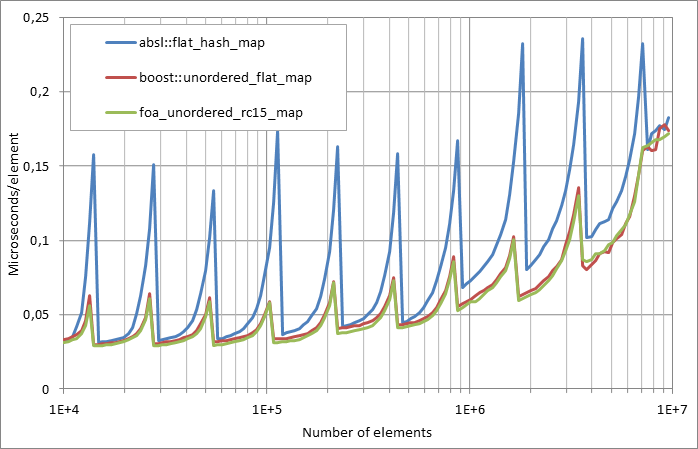 0,25
0,2
0,15
0,1
0,05
0
Microseconds/element
absl::flat_hash_map
boost::unordered_flat_map
foa_unordered_rc15_map
1E+4
1E+5
1E+6
1E+7
Number of elements